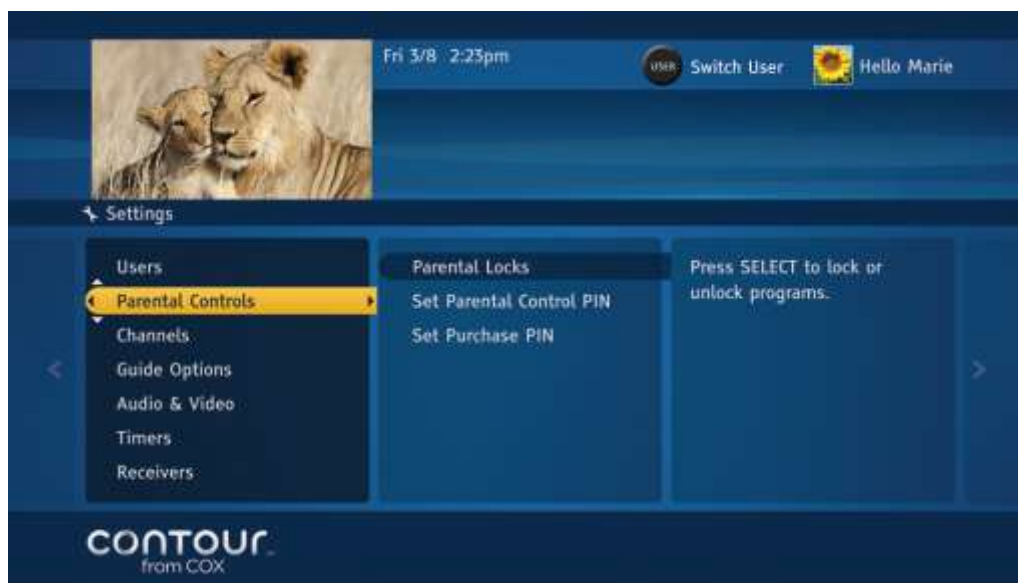 Fri 3/8 2:23pm
USER Switch User
Hello Marie
Settings
Users
Parental Controls
Channels
Guide Options
Audio & Video
Timers
Receivers
Parental Locks
Set Parental Control PIN
Set Purchase PIN
Press SELECT to lock or
unlock programs.
contour
from COX